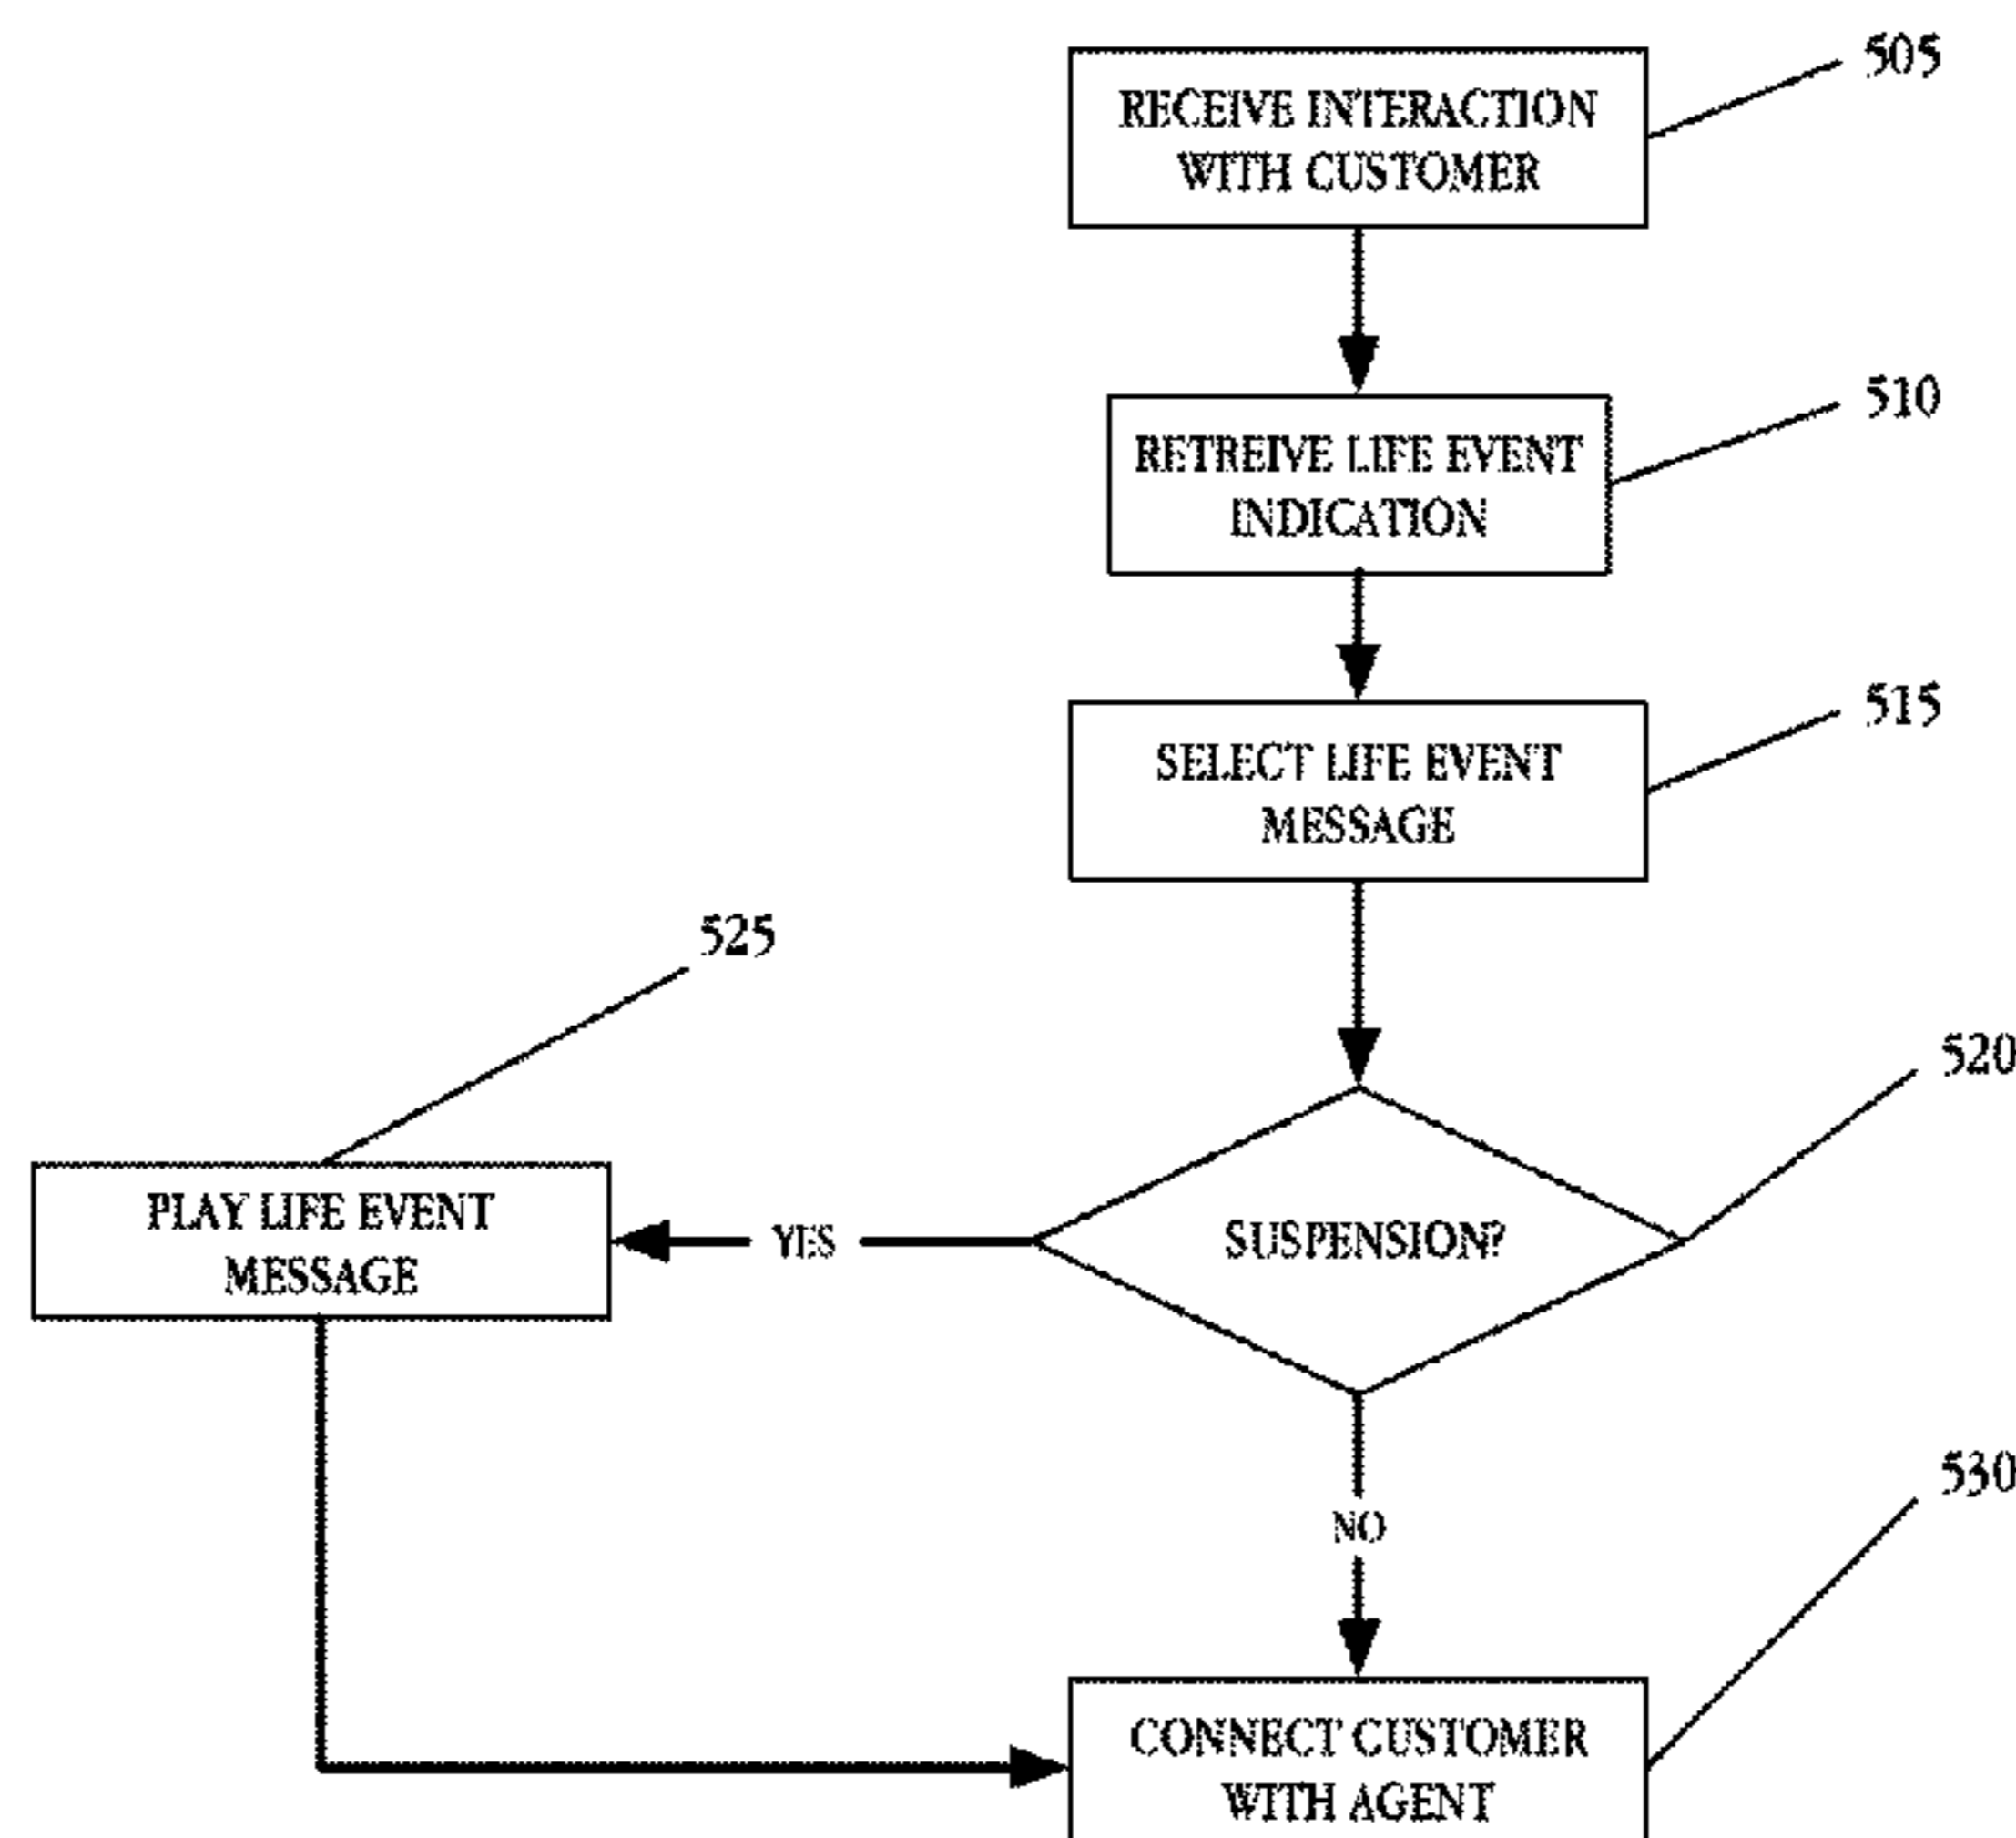 505
RECEIVE INTERACTION
WITH CUSTOMER
510
RETREIVE LIFE EVENT
INDICATION
515
SELECT LIFE EVENT
MESSAGE
525
520
PLAY LIFE EVENT
MESSAGE
YES
SUSPENSION?
530
NO
CONNECT CUSTOMER
WITH AGENT